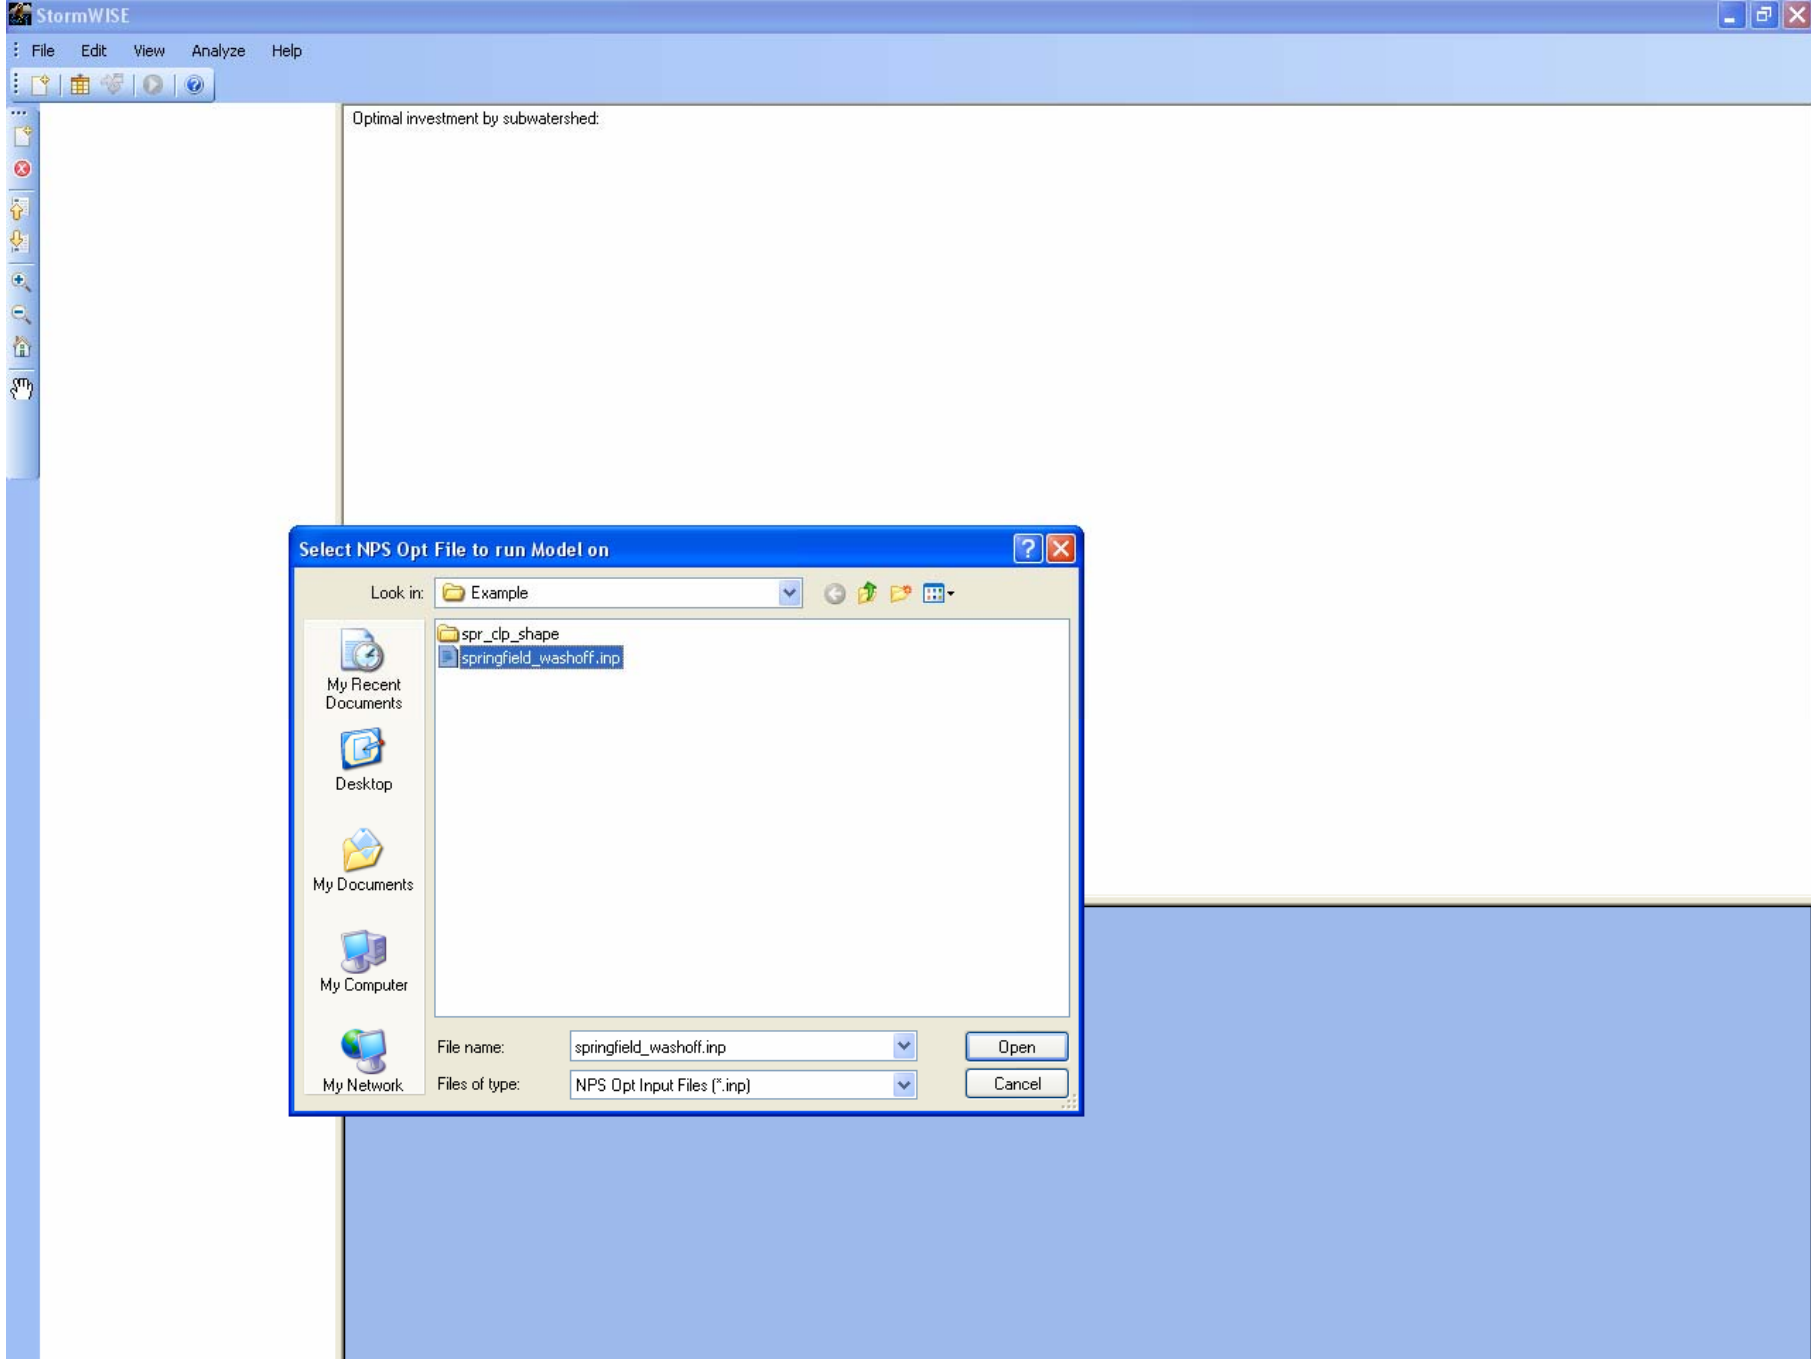 StormWISE
File Edit View Analyze Help
Optimal investment by subwatershed:
Select NPS Opt File to run Model on
Look in: Example
spr_clp_shape
springfield_washoff.inp
My Recent
Documents
Desktop
My Documents
My Computer
My Network
File name: springfield_washoff.inp Open
Files of type: NPS Opt Input Files (*.inp) Cancel